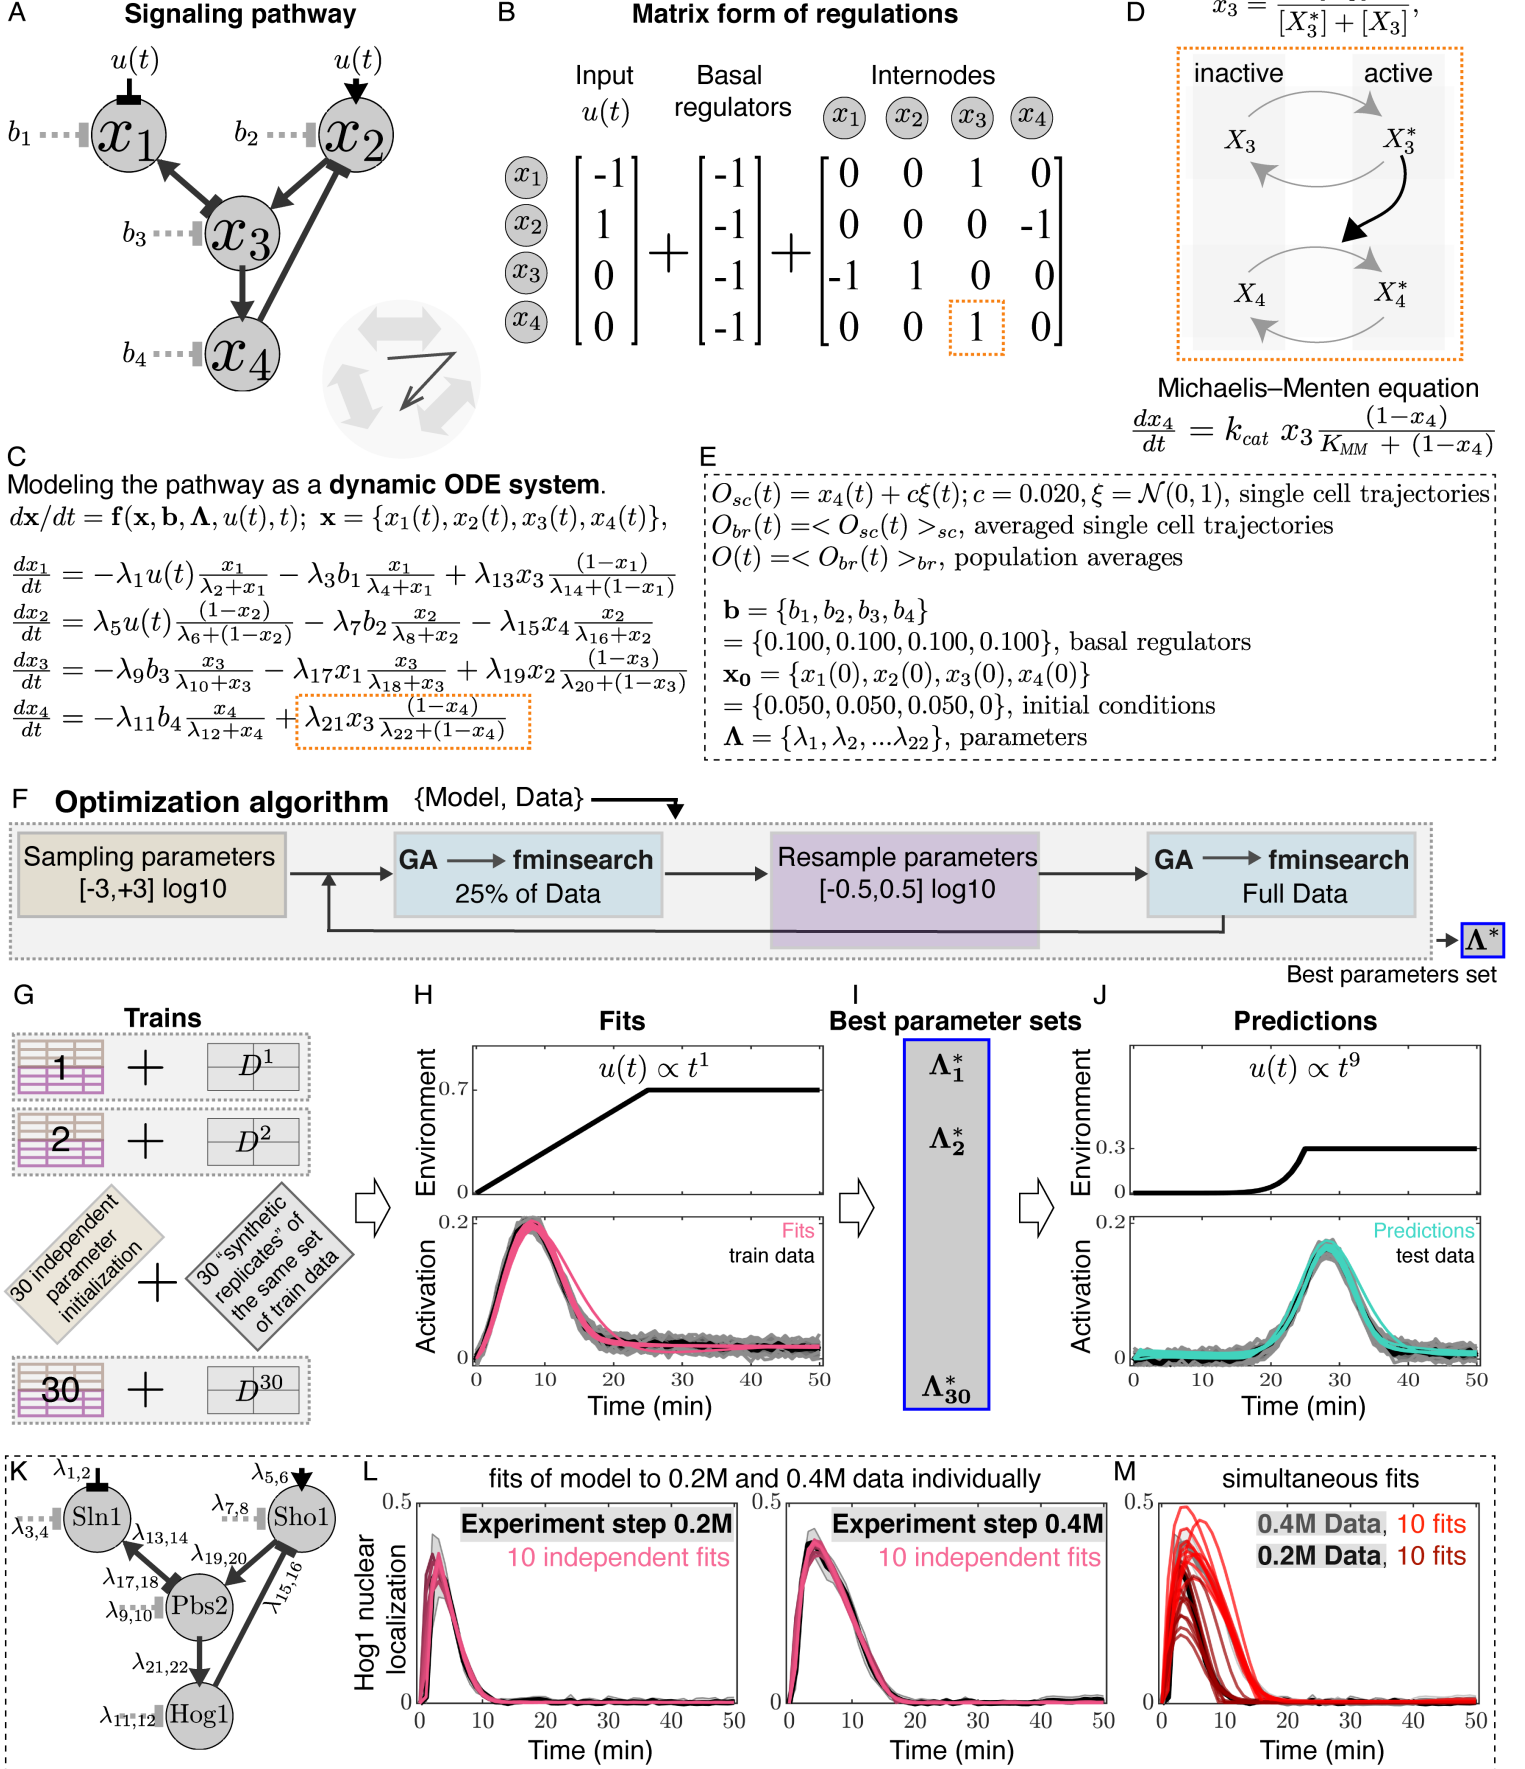 A
Signaling pathway
u(t)
u(t)
b₁
x₁
b₂
x₂
b₃
x₃
b₄
x₄
B
Matrix form of regulations
Input u(t)
Basal regulators
Internodes
x₁ x₂ x₃ x₄
x₁ -1 -1 0 0 1 0
x₂ 1 -1 0 0 0 -1
x₃ 0 -1 -1 1 0 0
x₄ 0 -1 0 0 1 0
+ +
D
x₃ = / [X₃*] + [X₃],
inactive
active
X₃
X₃*
X₄
X₄*
Michaelis–Menten equation
dx₄/dt = k_cat x₃ (1−x₄)/(K_MM + (1−x₄))
C
Modeling the pathway as a dynamic ODE system.
dx/dt = f(x, b, Λ, u(t), t); x = {x₁(t), x₂(t), x₃(t), x₄(t)},
dx₁/dt = −λ₁u(t) x₁/(λ₂+x₁) − λ₃b₁ x₁/(λ₄+x₁) + λ₁₃x₃ (1−x₁)/(λ₁₄+(1−x₁))
dx₂/dt = λ₅u(t) (1−x₂)/(λ₆+(1−x₂)) − λ₇b₂ x₂/(λ₈+x₂) − λ₁₅x₄ x₂/(λ₁₆+x₂)
dx₃/dt = −λ₉b₃ x₃/(λ₁₀+x₃) − λ₁₇x₁ x₃/(λ₁₈+x₃) + λ₁₉x₂ (1−x₃)/(λ₂₀+(1−x₃))
dx₄/dt = −λ₁₁b₄ x₄/(λ₁₂+x₄) + λ₂₁x₃ (1−x₄)/(λ₂₂+(1−x₄))
E
O_sc(t) = x₄(t) + cξ(t); c = 0.020, ξ = N(0, 1), single cell trajectories
O_br(t) =< O_sc(t) >_sc, averaged single cell trajectories
O(t) =< O_br(t) >_br, population averages
b = {b₁, b₂, b₃, b₄}
= {0.100, 0.100, 0.100, 0.100}, basal regulators
x₀ = {x₁(0), x₂(0), x₃(0), x₄(0)}
= {0.050, 0.050, 0.050, 0}, initial conditions
Λ = {λ₁, λ₂, ...λ₂₂}, parameters
F
Optimization algorithm
{Model, Data}
Sampling parameters
[-3,+3] log10
GA fminsearch
25% of Data
Resample parameters
[-0.5,0.5] log10
GA fminsearch
Full Data
Λ*
Best parameters set
G
Trains
1 + D¹
2 + D²
30 independent
parameter
initialization
+
30 “synthetic
replicates” of
the same set
of train data
30 + D³⁰
H
Fits
Environment
u(t) ∝ t¹
0.7
0
Activation
0.2
0
Fits
train data
0 10 20 30 40 50
Time (min)
I
Best parameter sets
Λ₁*
Λ₂*
Λ₃₀*
J
Predictions
Environment
u(t) ∝ t⁹
0.3
0
Activation
0.2
0
Predictions
test data
0 10 20 30 40 50
Time (min)
K
λ₁,₂
λ₅,₆
Sln1
Sho1
λ₃,₄
λ₇,₈
λ₁₃,₁₄
λ₁₉,₂₀
λ₁₇,₁₈
λ₁₅,₁₆
λ₉,₁₀
Pbs2
λ₂₁,₂₂
λ₁₁,₁₂
Hog1
L
fits of model to 0.2M and 0.4M data individually
Hog1 nuclear
localization
0.5
0
Experiment step 0.2M
10 independent fits
0 10 20 30 40 50
Time (min)
0.5
0
Experiment step 0.4M
10 independent fits
0 10 20 30 40 50
Time (min)
M
simultaneous fits
0.5
0
0.4M Data, 10 fits
0.2M Data, 10 fits
0 10 20 30 40 50
Time (min)